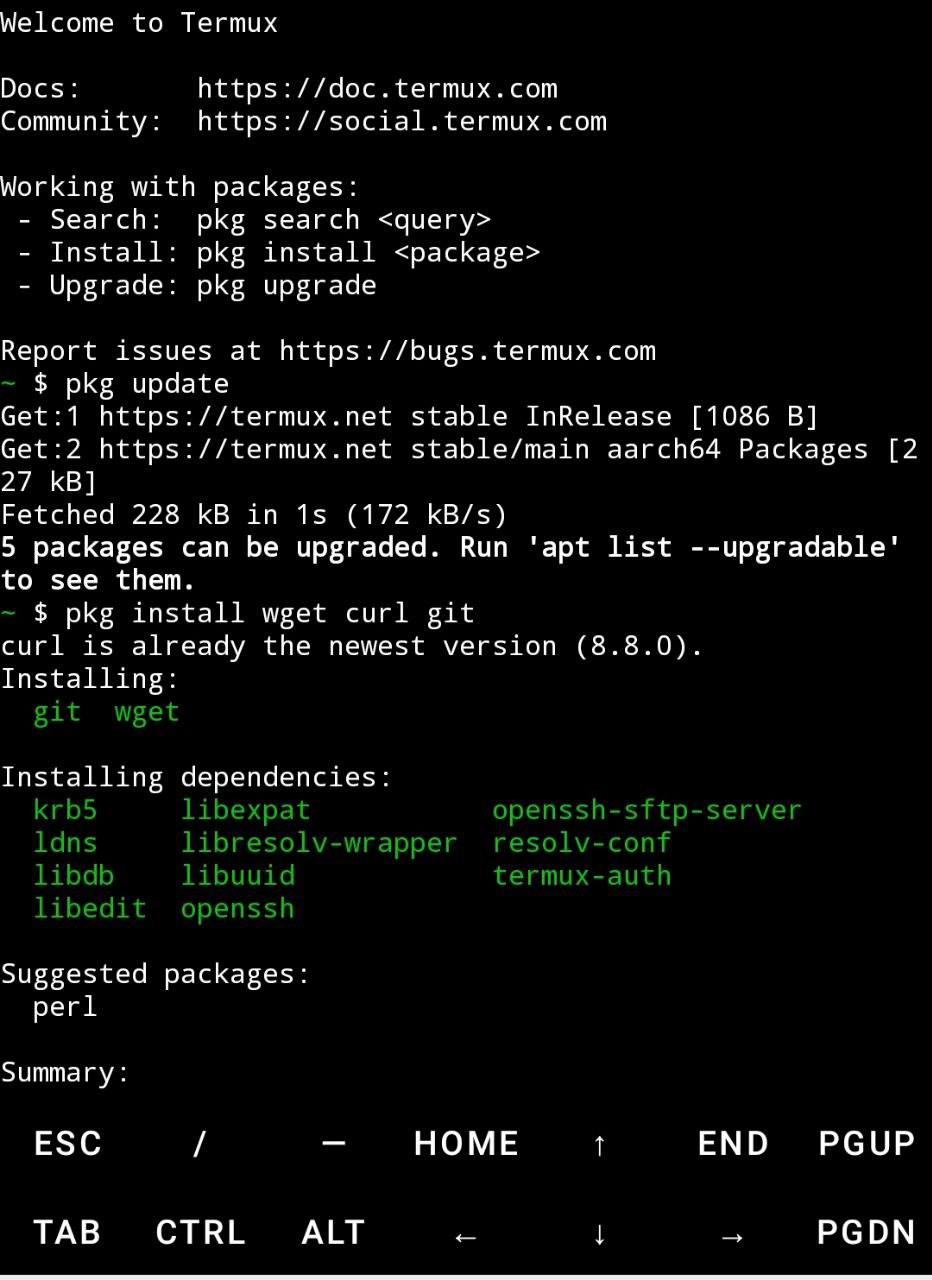 Welcome to Termux
Docs:       https://doc.termux.com
Community:  https://social.termux.com
Working with packages:
 - Search:  pkg search <query>
 - Install: pkg install <package>
 - Upgrade: pkg upgrade
Report issues at https://bugs.termux.com
~ $ pkg update
Get:1 https://termux.net stable InRelease [1086 B]
Get:2 https://termux.net stable/main aarch64 Packages [2
27 kB]
Fetched 228 kB in 1s (172 kB/s)
5 packages can be upgraded. Run 'apt list --upgradable'
to see them.
~ $ pkg install wget curl git
curl is already the newest version (8.8.0).
Installing:
  git  wget
Installing dependencies:
  krb5     libexpat           openssh-sftp-server
  ldns     libresolv-wrapper  resolv-conf
  libdb    libuuid            termux-auth
  libedit  openssh
Suggested packages:
  perl
Summary:
ESC / — HOME ↑ END PGUP
TAB CTRL ALT ← ↓ → PGDN